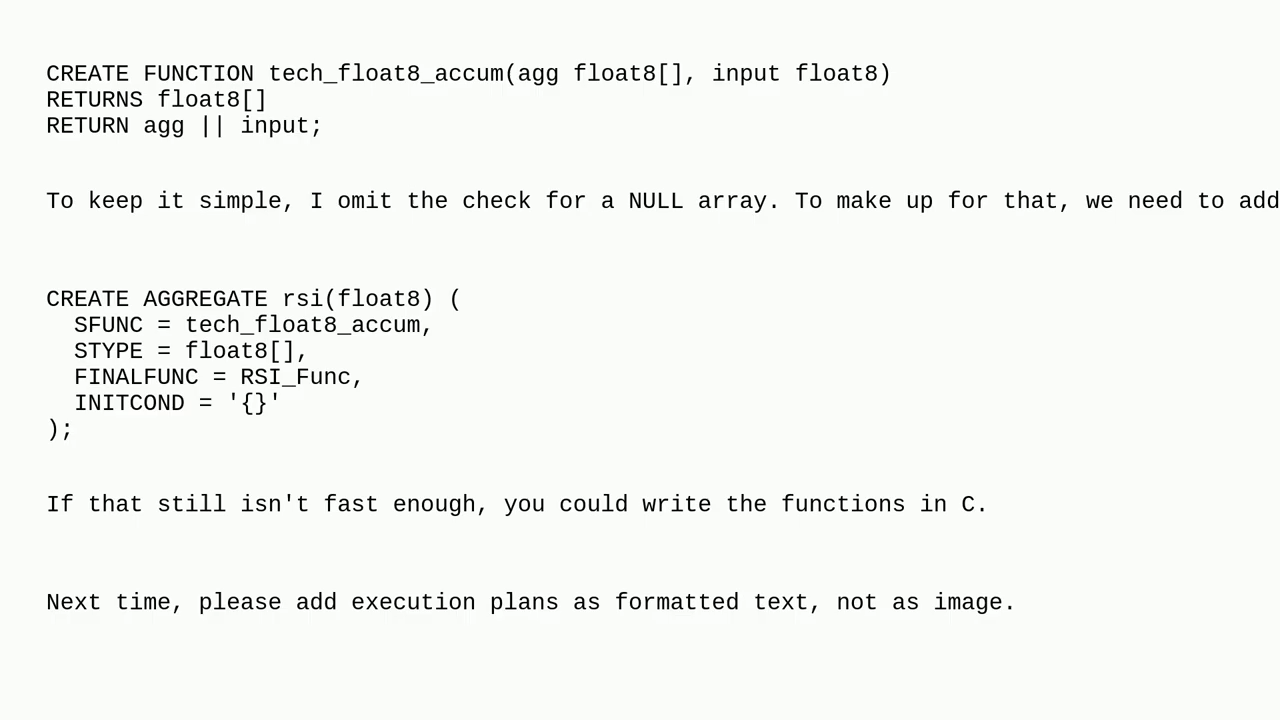 CREATE FUNCTION tech_float8_accum(agg float8[], input float8)
RETURNS float8[]
RETURN agg || input;
To keep it simple, I omit the check for a NULL array. To make up for that, we need to add
CREATE AGGREGATE rsi(float8) (
  SFUNC = tech_float8_accum,
  STYPE = float8[],
  FINALFUNC = RSI_Func,
  INITCOND = '{}'
);
If that still isn't fast enough, you could write the functions in C.
Next time, please add execution plans as formatted text, not as image.